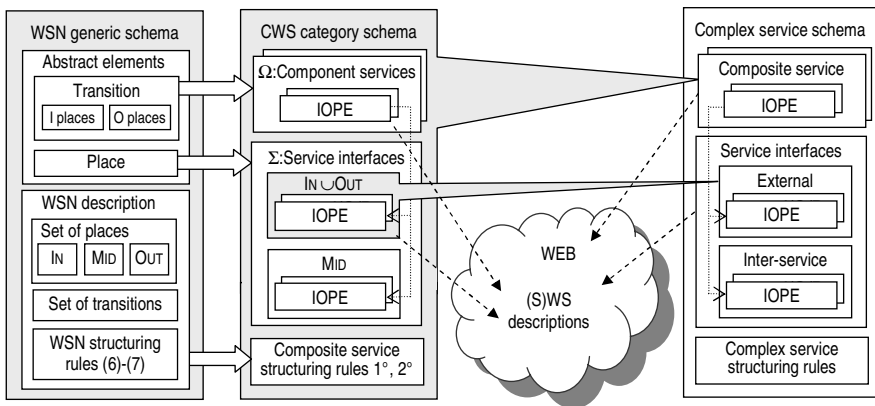 WSN generic schema
Abstract elements
Transition
I places
O places
Place
WSN description
Set of places
IN
MID
OUT
Set of transitions
WSN structuring
rules (6)-(7)
CWS category schema
Ω:Component services
IOPE
Σ:Service interfaces
IN ∪OUT
IOPE
MID
IOPE
Composite service
structuring rules 1°, 2°
WEB
(S)WS
descriptions
Complex service schema
Composite service
IOPE
Service interfaces
External
IOPE
Inter-service
IOPE
Complex service
structuring rules